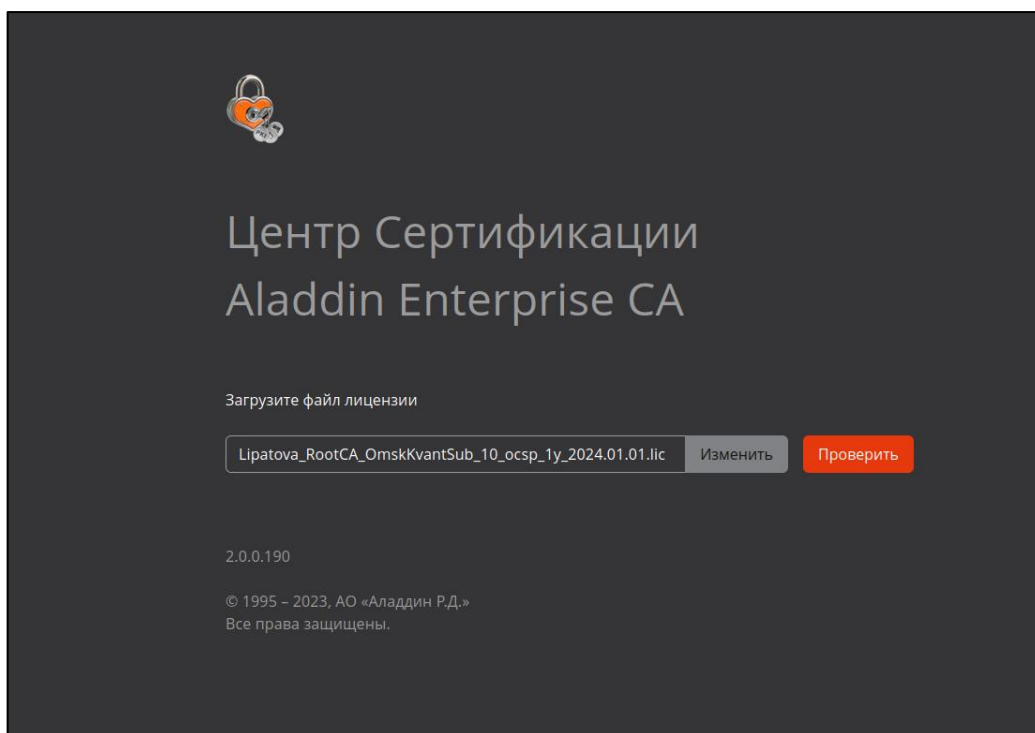 Центр Сертификации
Aladdin Enterprise CA
Загрузите файл лицензии
Lipatova_RootCA_OmskKvantSub_10_ocsp_1y_2024.01.01.lic Изменить Проверить
2.0.0.190
© 1995 – 2023, АО «Аладдин Р.Д.»
Все права защищены.